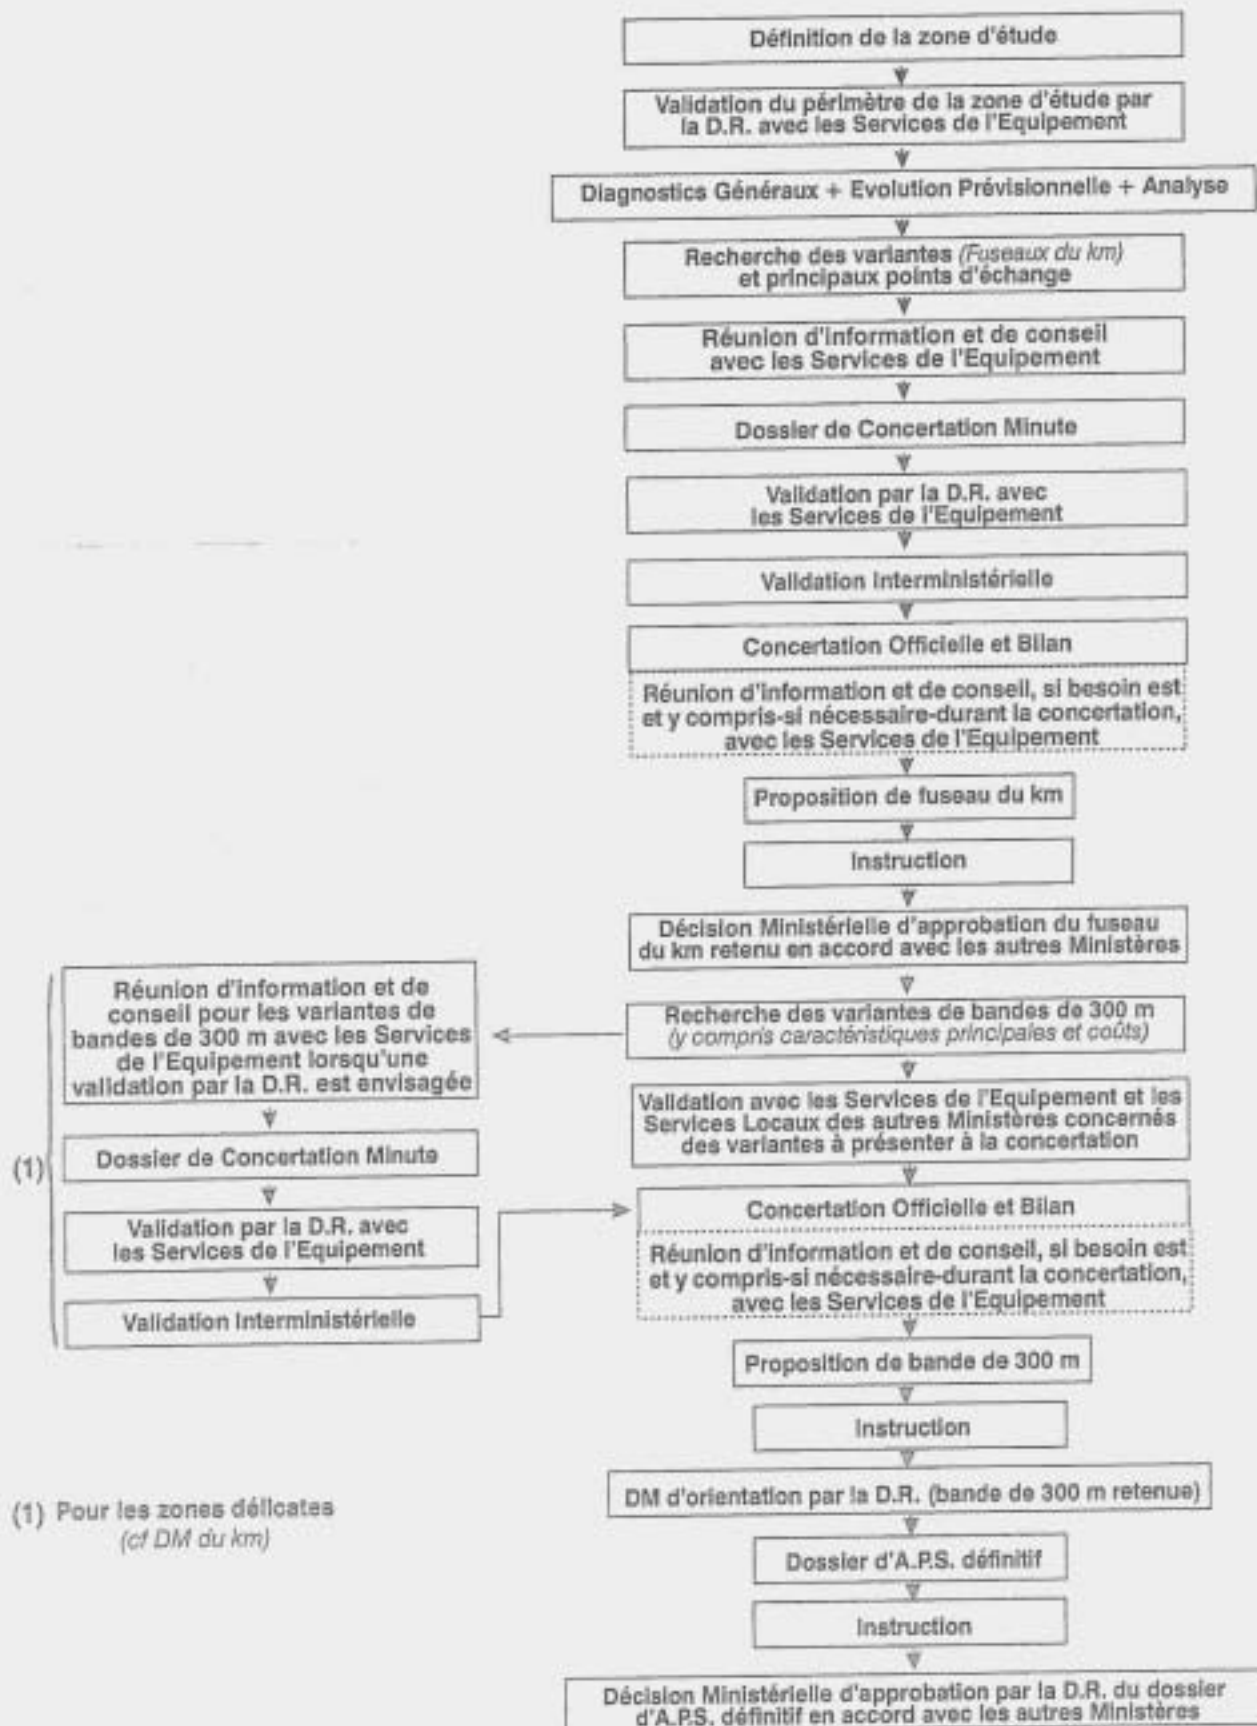 Définition de la zone d'étude
Validation du périmètre de la zone d'étude par
la D.R. avec les Services de l'Equipement
Diagnostics Généraux + Evolution Prévisionnelle + Analyse
Recherche des variantes (Fuseaux du km)
et principaux points d'échange
Réunion d'information et de conseil
avec les Services de l'Equipement
Dossier de Concertation Minute
Validation par la D.R. avec
les Services de l'Equipement
Validation Interministérielle
Concertation Officielle et Bilan
Réunion d'information et de conseil, si besoin est
et y compris-si nécessaire-durant la concertation,
avec les Services de l'Equipement
Proposition de fuseau du km
Instruction
Décision Ministérielle d'approbation du fuseau
du km retenu en accord avec les autres Ministères
Recherche des variantes de bandes de 300 m
(y compris caractéristiques principales et coûts)
Réunion d'information et de
conseil pour les variantes de
bandes de 300 m avec les Services
de l'Equipement lorsqu'une
validation par la D.R. est envisagée
(1)
Dossier de Concertation Minute
Validation par la D.R. avec
les Services de l'Equipement
Validation Interministérielle
Validation avec les Services de l'Equipement et les
Services Locaux des autres Ministères concernés
des variantes à présenter à la concertation
Concertation Officielle et Bilan
Réunion d'information et de conseil, si besoin est
et y compris-si nécessaire-durant la concertation,
avec les Services de l'Equipement
Proposition de bande de 300 m
Instruction
DM d'orientation par la D.R. (bande de 300 m retenue)
Dossier d'A.P.S. définitif
Instruction
Décision Ministérielle d'approbation par la D.R. du dossier
d'A.P.S. définitif en accord avec les autres Ministères
(1) Pour les zones délicates
(cf DM du km)